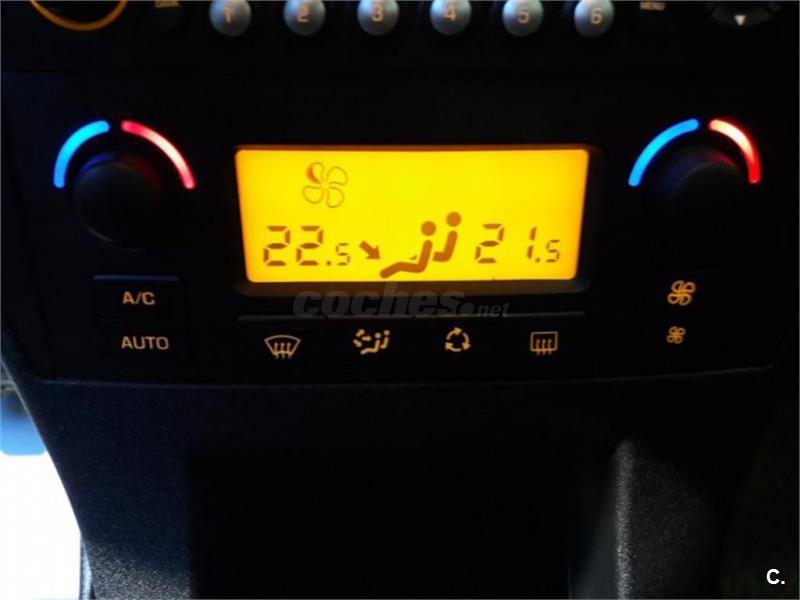 1 2 3 4 5 6 MENU
22.5 21.5
coches.net
A/C
AUTO
C.